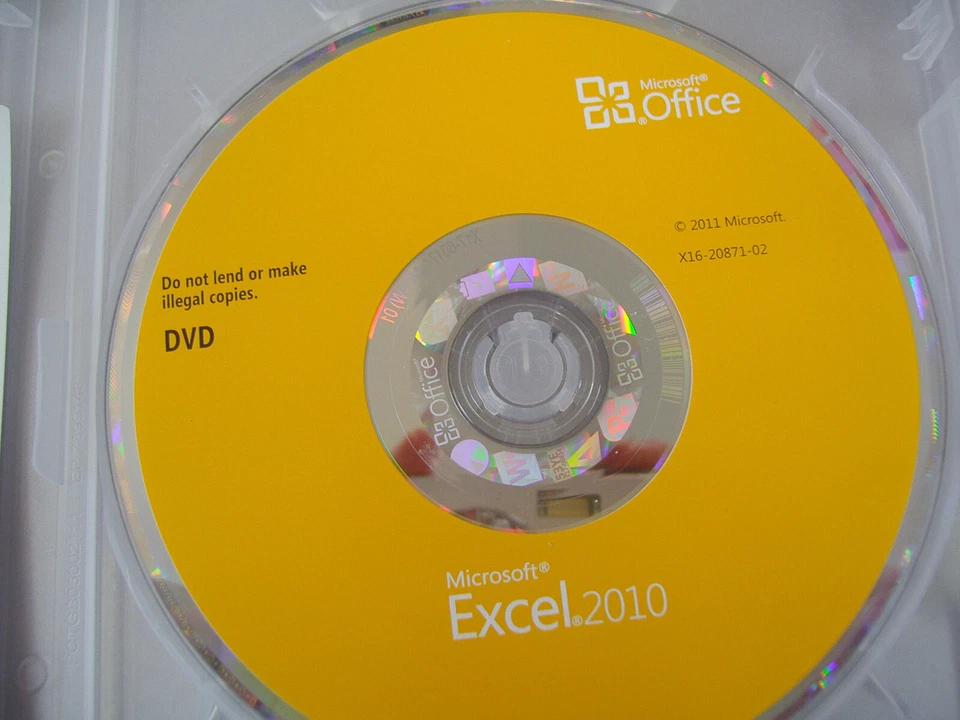 Microsoft®
Office®
© 2011 Microsoft.
X16-20871-02
Do not lend or make
illegal copies.
DVD
Office
Office
Microsoft®
Excel®2010